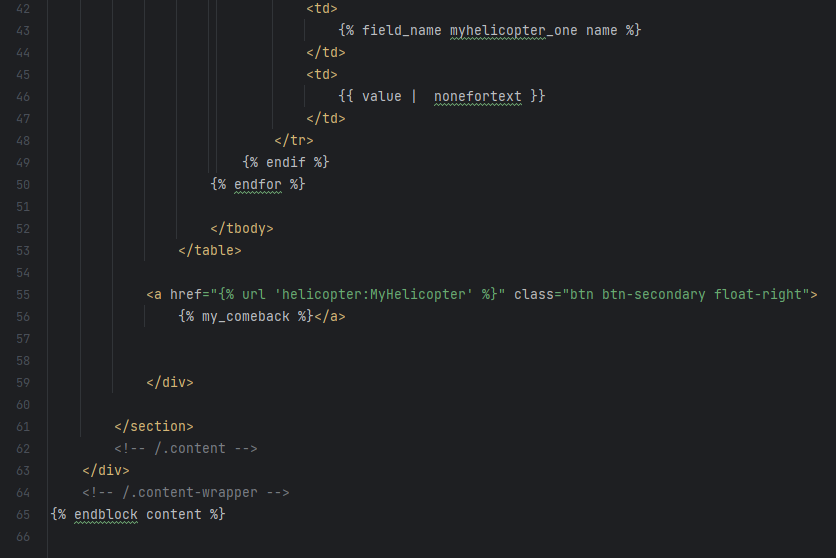 42 <td>
43 {% field_name myhelicopter_one name %}
44 </td>
45 <td>
46 {{ value |  nonefortext }}
47 </td>
48 </tr>
49 {% endif %}
50 {% endfor %}
51
52 </tbody>
53 </table>
54
55 <a href="{% url 'helicopter:MyHelicopter' %}" class="btn btn-secondary float-right">
56 {% my_comeback %}</a>
57
58
59 </div>
60
61 </section>
62 <!-- /.content -->
63 </div>
64 <!-- /.content-wrapper -->
65 {% endblock content %}
66